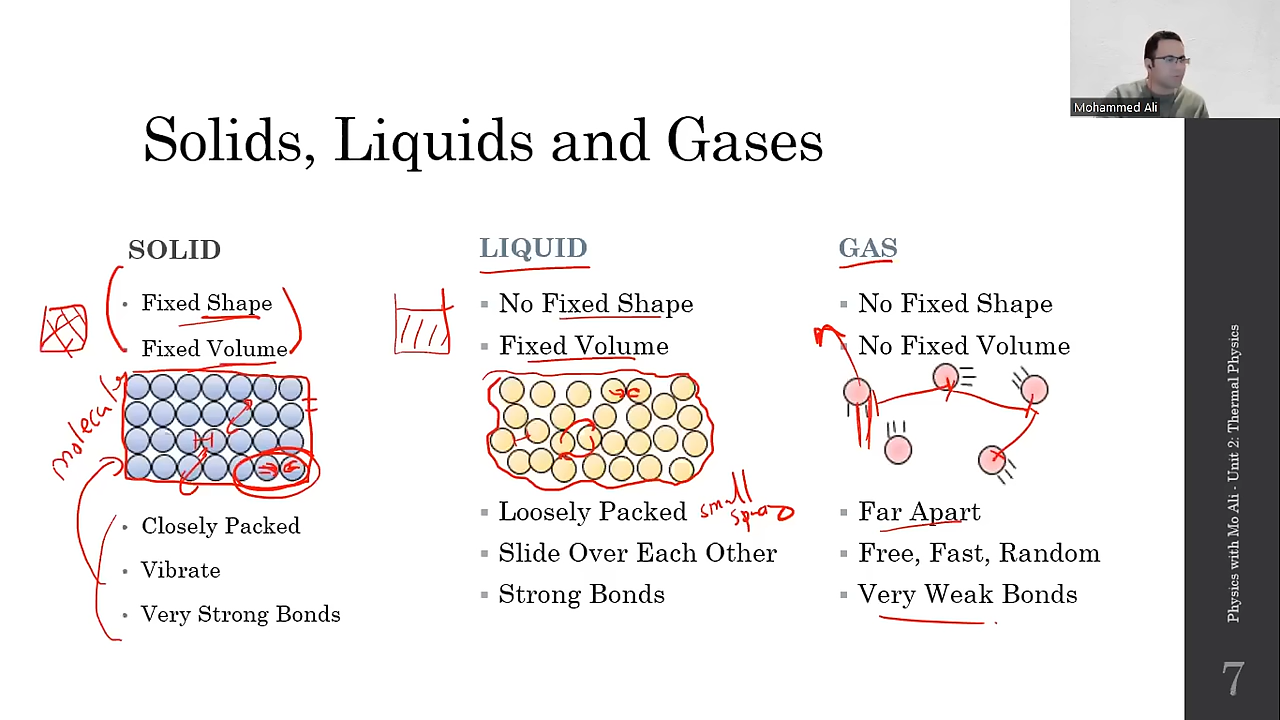 Mohammed Ali
Solids, Liquids and Gases
SOLID
Fixed Shape
Fixed Volume
molecular
Closely Packed
Vibrate
Very Strong Bonds
LIQUID
No Fixed Shape
Fixed Volume
Loosely Packed
small
Slide Over Each Other
Strong Bonds
GAS
No Fixed Shape
No Fixed Volume
Far Apart
Free, Fast, Random
Very Weak Bonds
Physics with Mo Ali - Unit 2: Thermal Physics
7